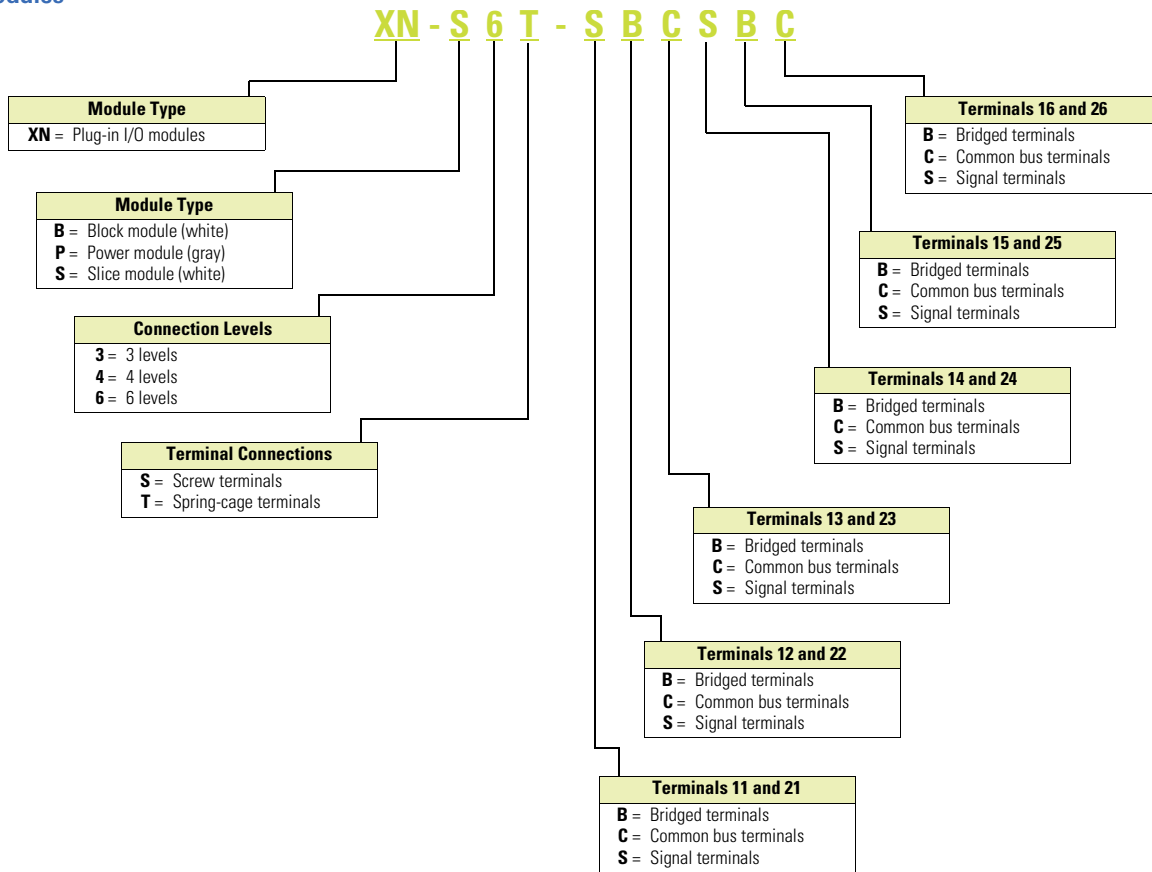 XN - S 6 T - S B C S B C
Module Type
XN = Plug-in I/O modules
Module Type
B = Block module (white)
P = Power module (gray)
S = Slice module (white)
Connection Levels
3 = 3 levels
4 = 4 levels
6 = 6 levels
Terminal Connections
S = Screw terminals
T = Spring-cage terminals
Terminals 16 and 26
B = Bridged terminals
C = Common bus terminals
S = Signal terminals
Terminals 15 and 25
B = Bridged terminals
C = Common bus terminals
S = Signal terminals
Terminals 14 and 24
B = Bridged terminals
C = Common bus terminals
S = Signal terminals
Terminals 13 and 23
B = Bridged terminals
C = Common bus terminals
S = Signal terminals
Terminals 12 and 22
B = Bridged terminals
C = Common bus terminals
S = Signal terminals
Terminals 11 and 21
B = Bridged terminals
C = Common bus terminals
S = Signal terminals